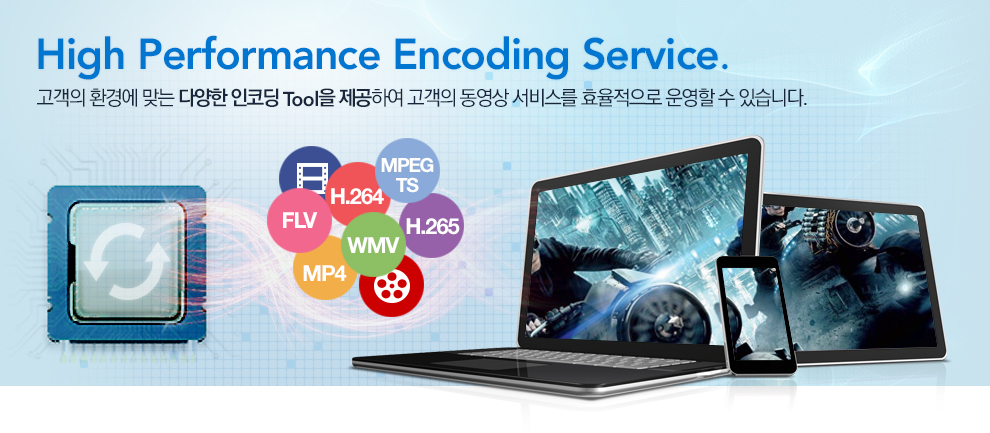 High Performance Encoding Service.
고객의 환경에 맞는 다양한 인코딩 Tool을 제공하여 고객의 동영상 서비스를 효율적으로 운영할 수 있습니다.
MPEG
TS
H.264
FLV
H.265
WMV
MP4